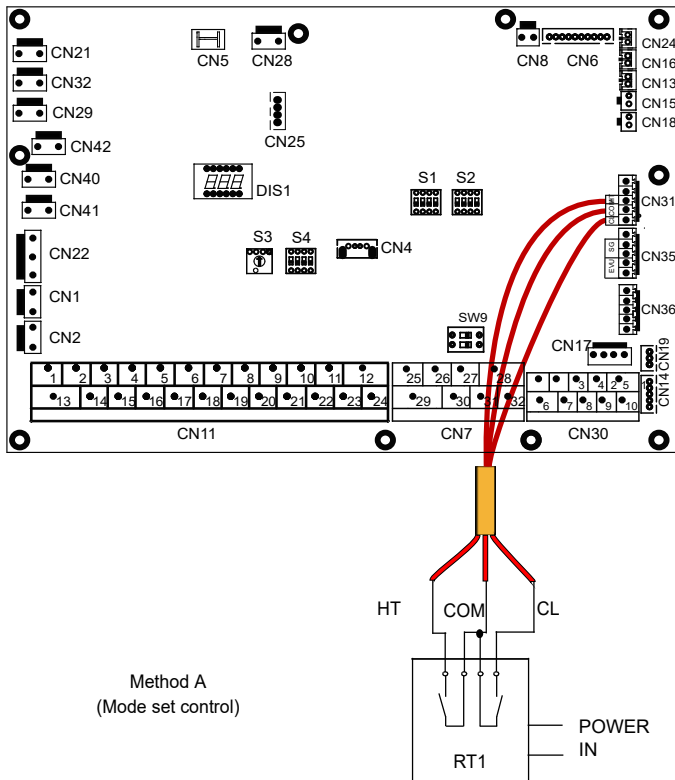 CN21
CN32
CN29
CN42
CN40
CN41
CN22
CN1
CN2
CN5
CN28
CN25
DIS1
CN8
CN6
CN24
CN16
CN13
CN15
CN18
S1
S2
CN31
CL COM HT
S3
S4
CN4
SG
EVU
CN35
CN36
SW9
CN17
CN19
CN14
1 2 3 4 5 6 7 8 9 10 11 12
13 14 15 16 17 18 19 20 21 22 23 24
CN11
25 26 27 28
29 30 31 32
CN7
3 4 2 5 1
6 7 8 9 10
CN30
HT
COM
CL
Method A
(Mode set control)
RT1
POWER
IN